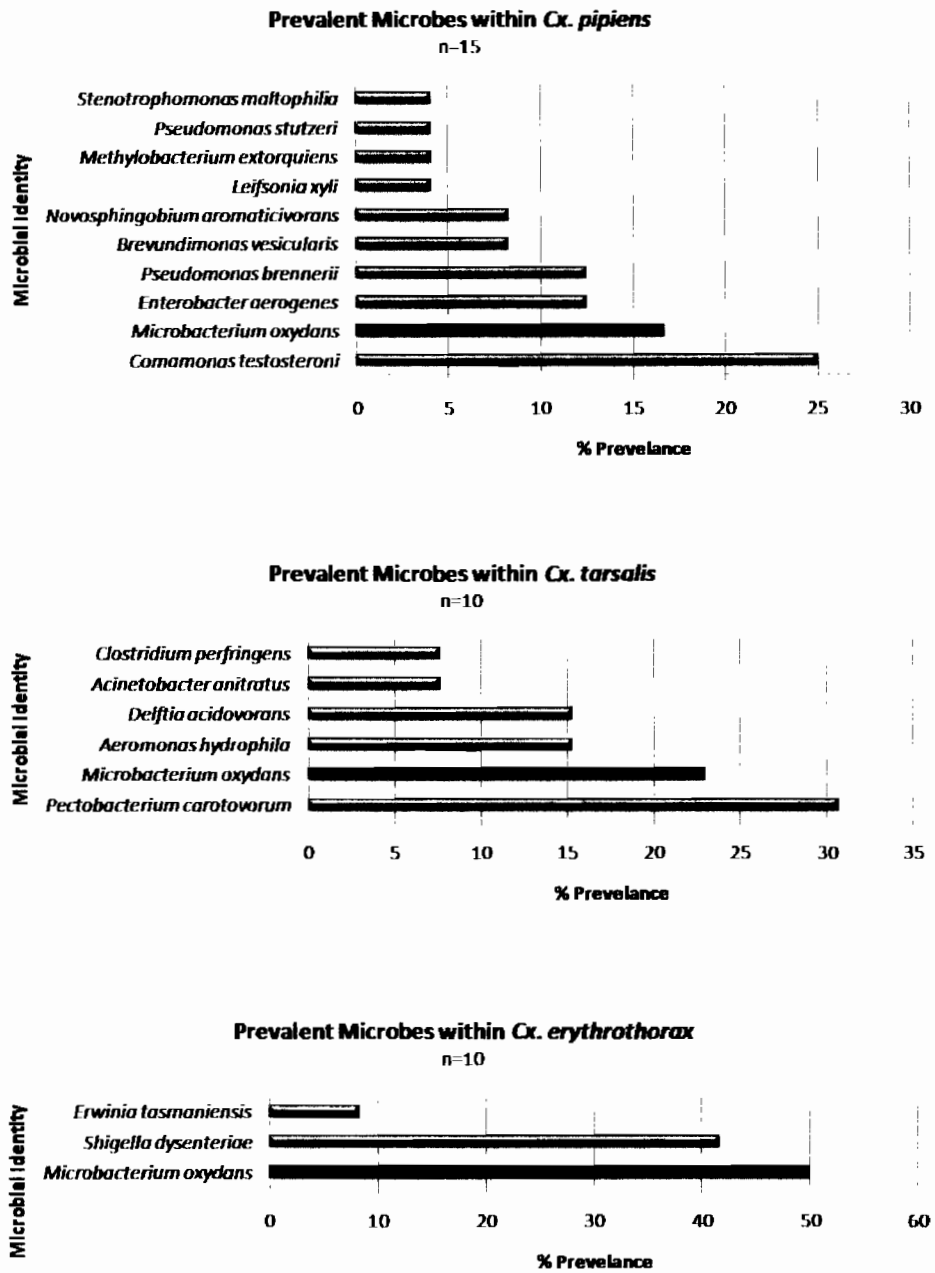 Prevalent Microbes within Cx. pipiens
n=15
Microbial Identity
Stenotrophomonas maltophilia
Pseudomonas stutzeri
Methylobacterium extorquiens
Leifsonia xyli
Novosphingobium aromaticivorans
Brevundimonas vesicularis
Pseudomonas brennerii
Enterobacter aerogenes
Microbacterium oxydans
Comamonas testosteroni
0 5 10 15 20 25 30
% Prevelance
Prevalent Microbes within Cx. tarsalis
n=10
Microbial Identity
Clostridium perfringens
Acinetobacter anitratus
Delftia acidovorans
Aeromonas hydrophila
Microbacterium oxydans
Pectobacterium carotovorum
0 5 10 15 20 25 30 35
% Prevelance
Prevalent Microbes within Cx. erythrothorax
n=10
Microbial Identity
Erwinia tasmaniensis
Shigella dysenteriae
Microbacterium oxydans
0 10 20 30 40 50 60
% Prevelance